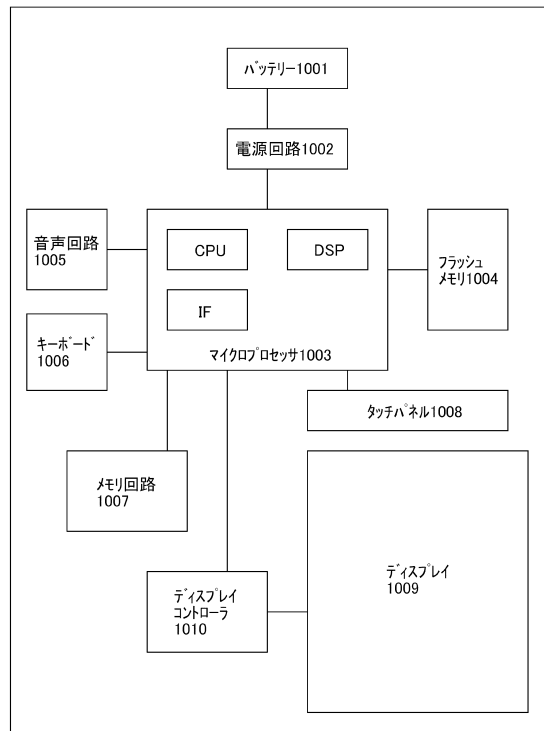 ﾊﾞｯﾃﾘｰ1001
電源回路1002
音声回路
1005
CPU
DSP
ﾌﾗｯｼｭ
ﾒﾓﾘ1004
IF
ﾏｲｸﾛﾌﾟﾛｾｯｻ1003
ｷｰﾎﾞｰﾄﾞ
1006
ﾀｯﾁﾊﾟﾈﾙ1008
ﾒﾓﾘ回路
1007
ﾃﾞｨｽﾌﾟﾚｲ
1009
ﾃﾞｨｽﾌﾟﾚｲ
ｺﾝﾄﾛｰﾗ
1010